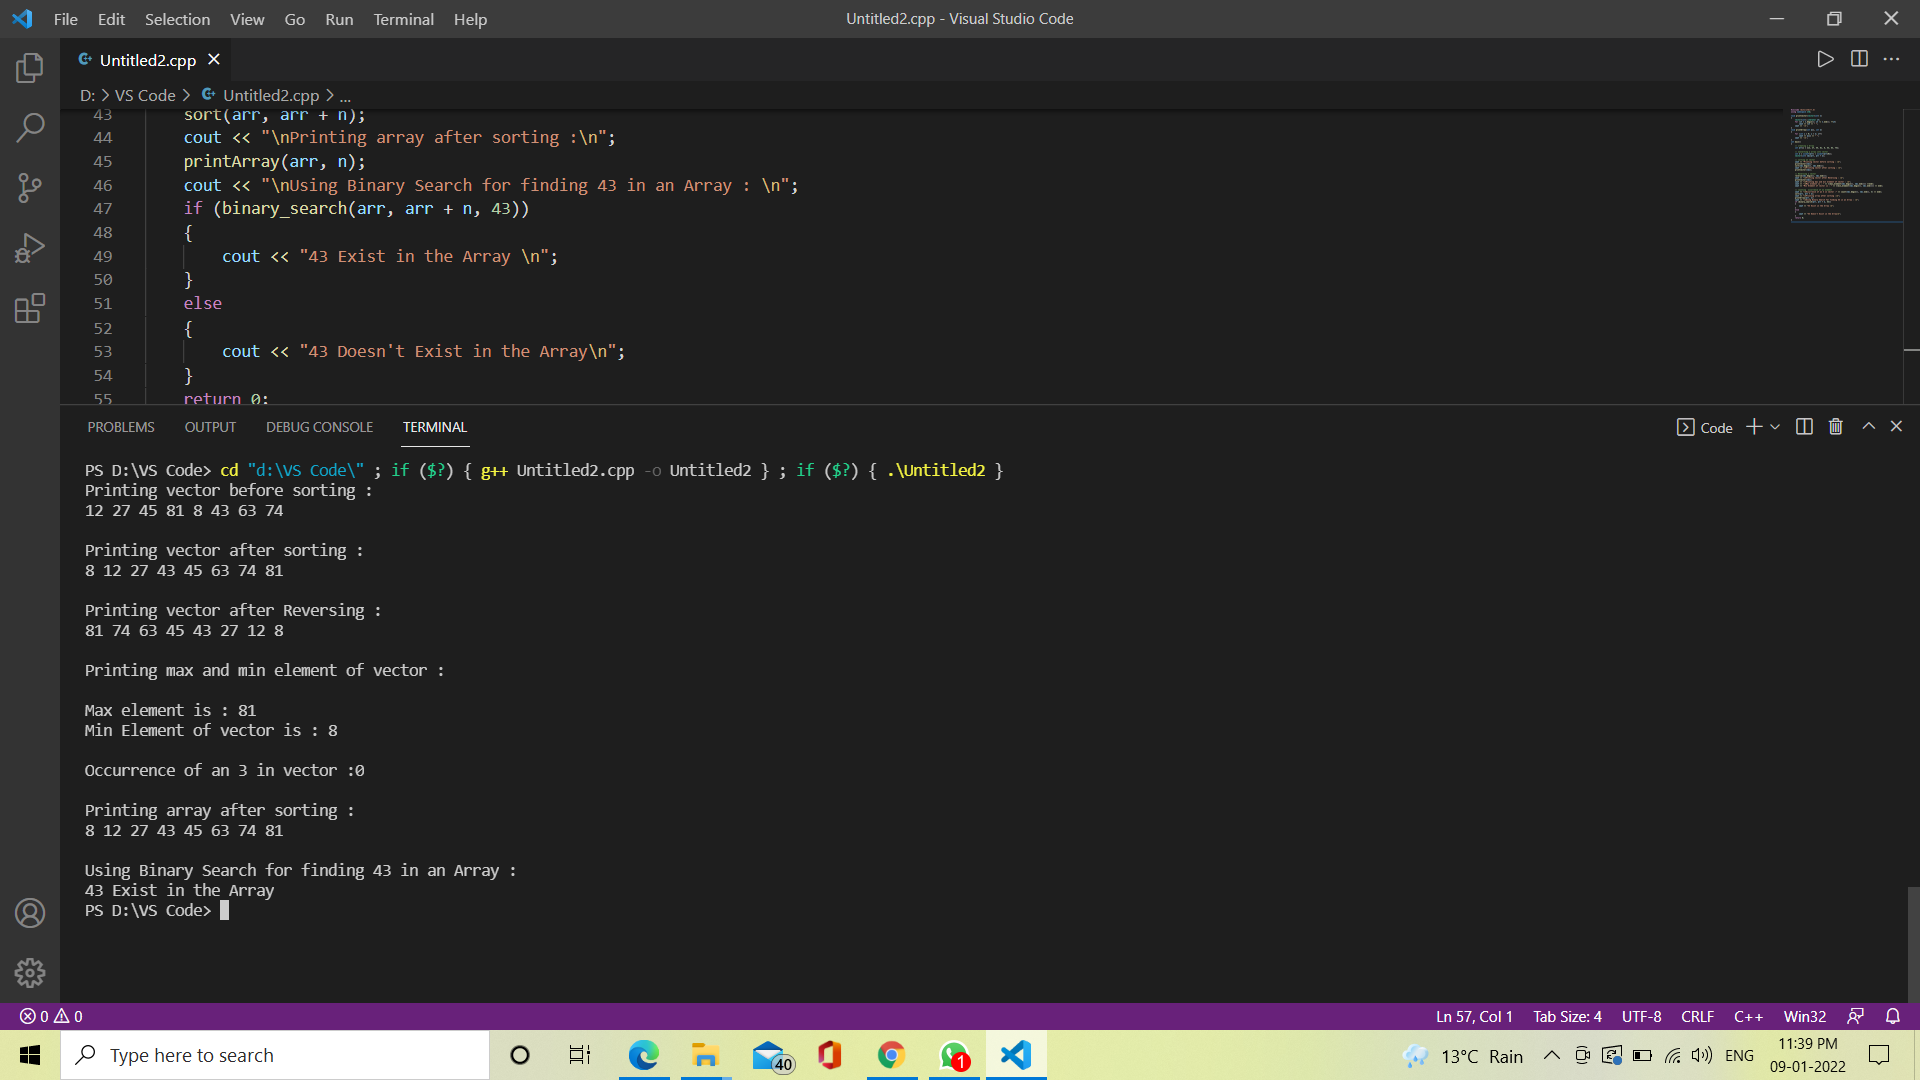 File Edit Selection View Go Run Terminal Help
Untitled2.cpp - Visual Studio Code
Untitled2.cpp
D: > VS Code > Untitled2.cpp > ...
43 sort(arr, arr + n);
44 cout << "\nPrinting array after sorting :\n";
45 printArray(arr, n);
46 cout << "\nUsing Binary Search for finding 43 in an Array : \n";
47 if (binary_search(arr, arr + n, 43))
48 {
49 cout << "43 Exist in the Array \n";
50 }
51 else
52 {
53 cout << "43 Doesn't Exist in the Array\n";
54 }
55 return 0;
PROBLEMS OUTPUT DEBUG CONSOLE TERMINAL
Code
PS D:\VS Code> cd "d:\VS Code\" ; if ($?) { g++ Untitled2.cpp -o Untitled2 } ; if ($?) { .\Untitled2 }
Printing vector before sorting :
12 27 45 81 8 43 63 74
Printing vector after sorting :
8 12 27 43 45 63 74 81
Printing vector after Reversing :
81 74 63 45 43 27 12 8
Printing max and min element of vector :
Max element is : 81
Min Element of vector is : 8
Occurrence of an 3 in vector :0
Printing array after sorting :
8 12 27 43 45 63 74 81
Using Binary Search for finding 43 in an Array :
43 Exist in the Array
PS D:\VS Code>
0 0
Ln 57, Col 1 Tab Size: 4 UTF-8 CRLF C++ Win32
Type here to search
40
1
13°C Rain
ENG
11:39 PM
09-01-2022